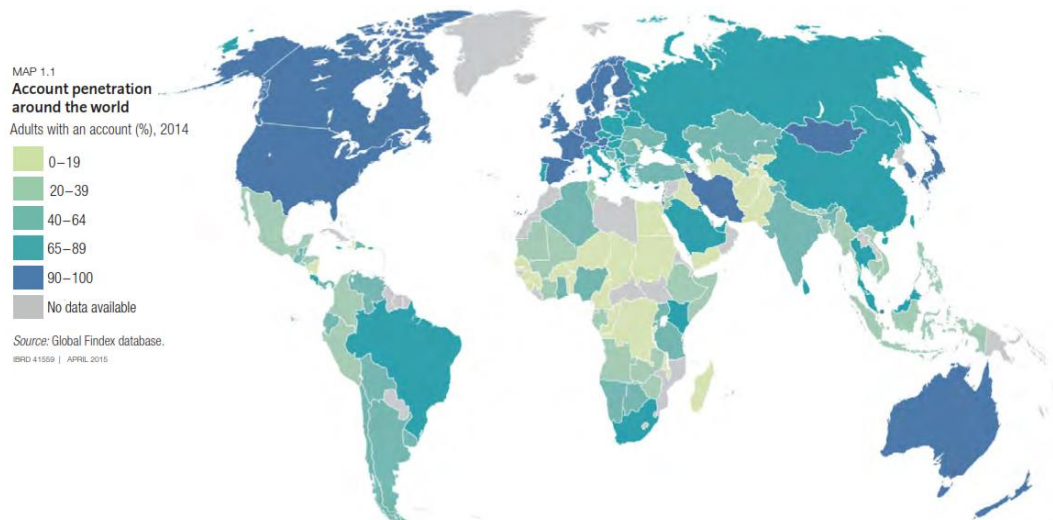 MAP 1.1
Account penetration
around the world
Adults with an account (%), 2014
0–19
20–39
40–64
65–89
90–100
No data available
Source: Global Findex database.
IBRD 41559 | APRIL 2015